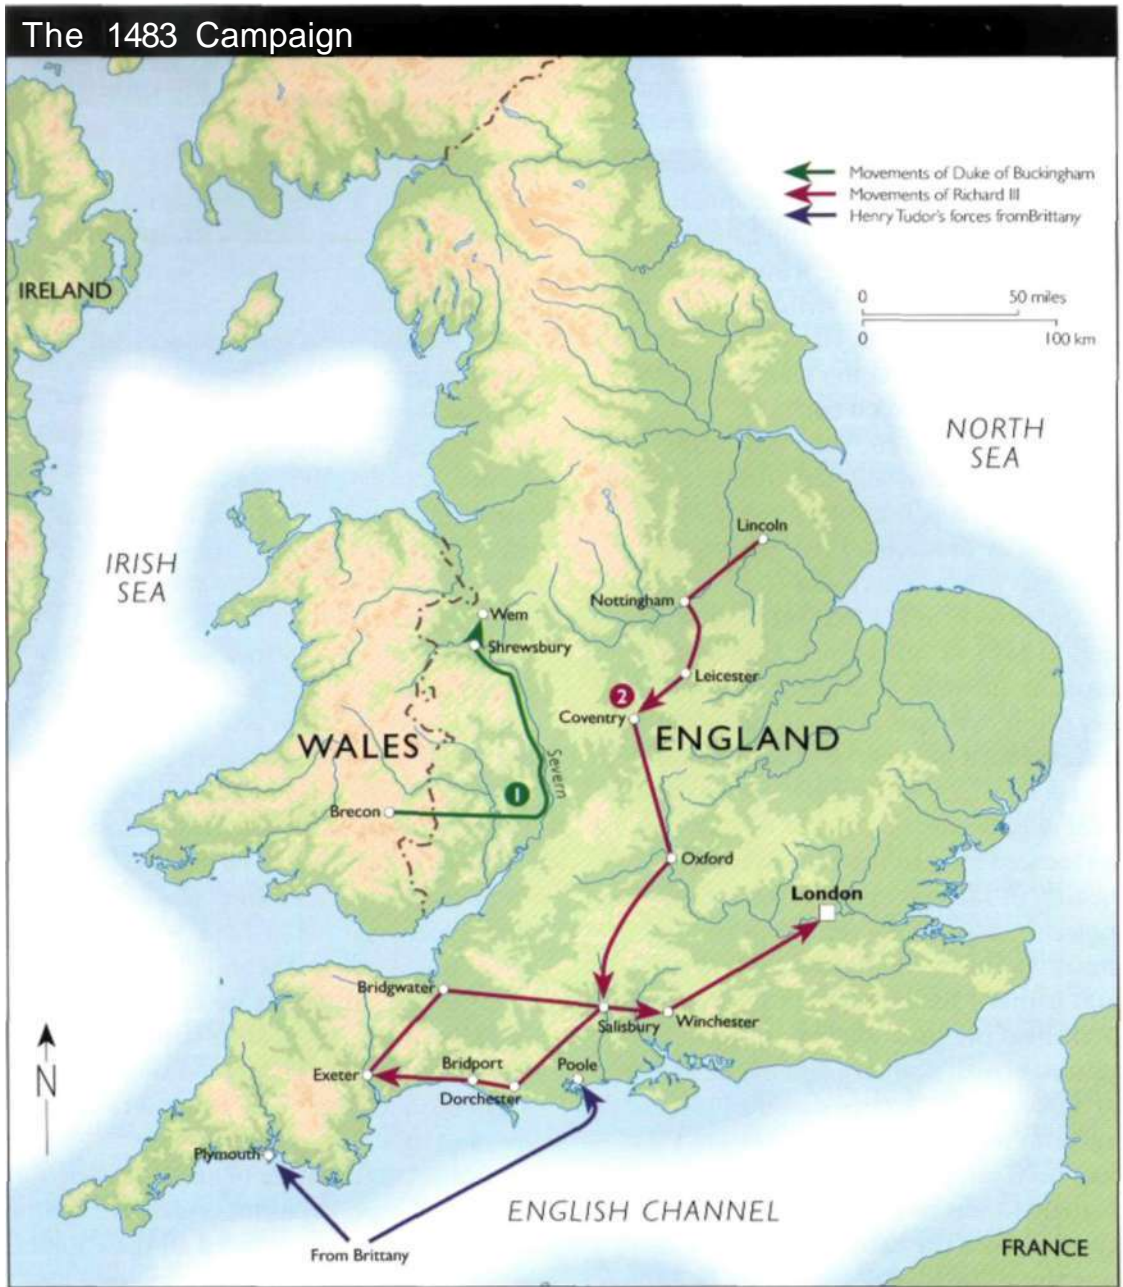 The 1483 Campaign
Movements of Duke of Buckingham
Movements of Richard III
Henry Tudor's forces fromBrittany
0 50 miles
0 100 km
IRELAND
NORTH
SEA
IRISH
SEA
Lincoln
Nottingham
Wem
Shrewsbury
Leicester
2
Coventry
WALES
ENGLAND
Severn
1
Brecon
Oxford
London
Bridgwater
Salisbury
Winchester
N
Exeter
Bridport
Poole
Dorchester
Plymouth
ENGLISH CHANNEL
From Brittany
FRANCE